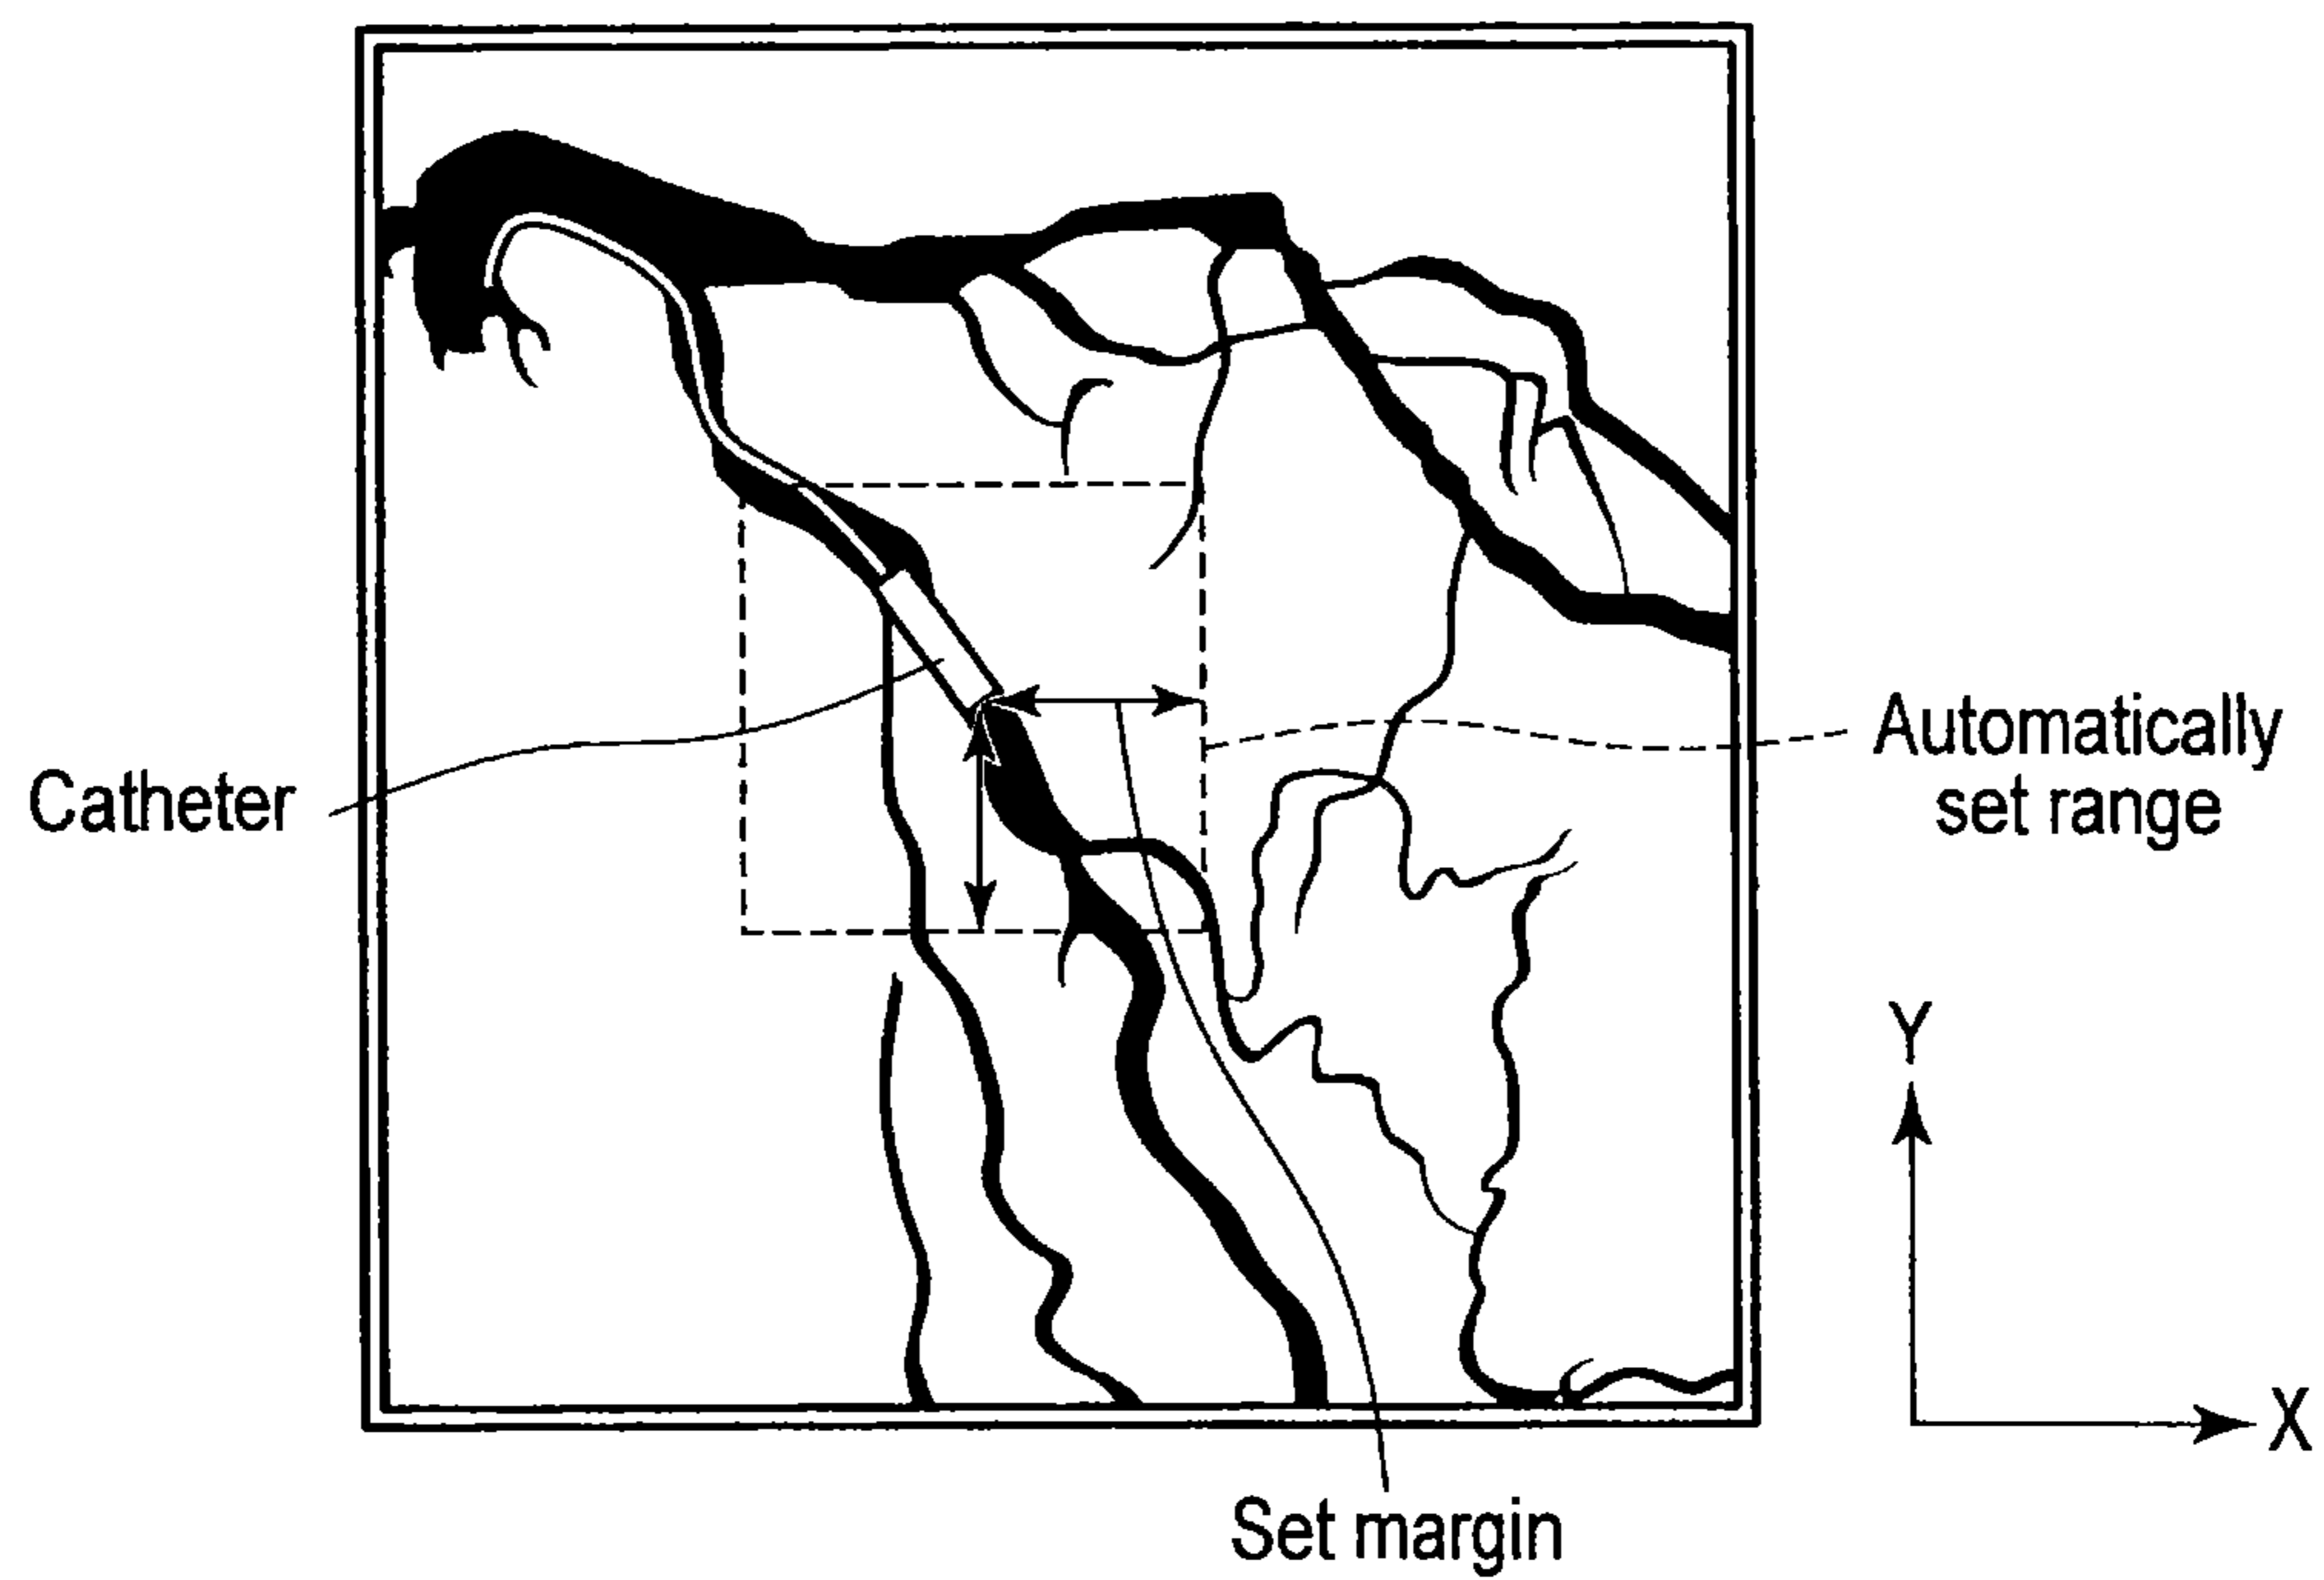 Automatically
set range
Catheter
Y
X
Set margin